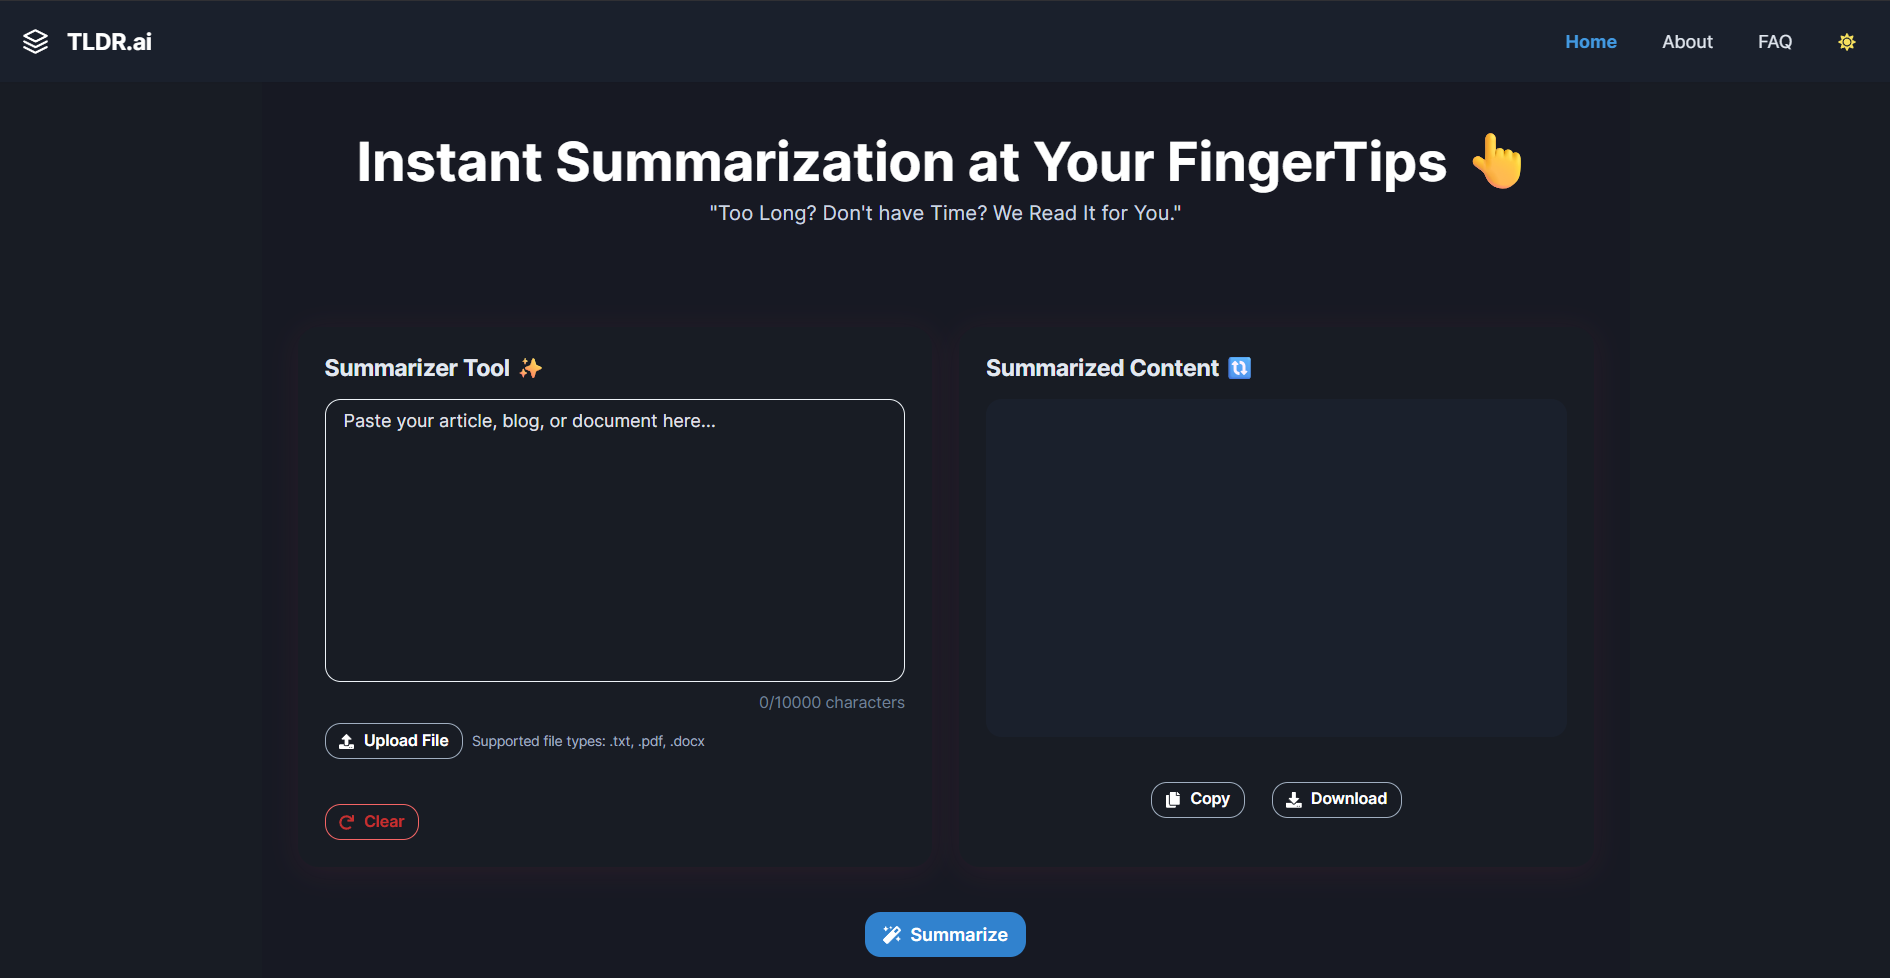 TLDR.ai
Home
About
FAQ
Instant Summarization at Your FingerTips
"Too Long? Don't have Time? We Read It for You."
Summarizer Tool
Paste your article, blog, or document here...
0/10000 characters
Upload File
Supported file types: .txt, .pdf, .docx
Clear
Summarized Content
Copy
Download
Summarize